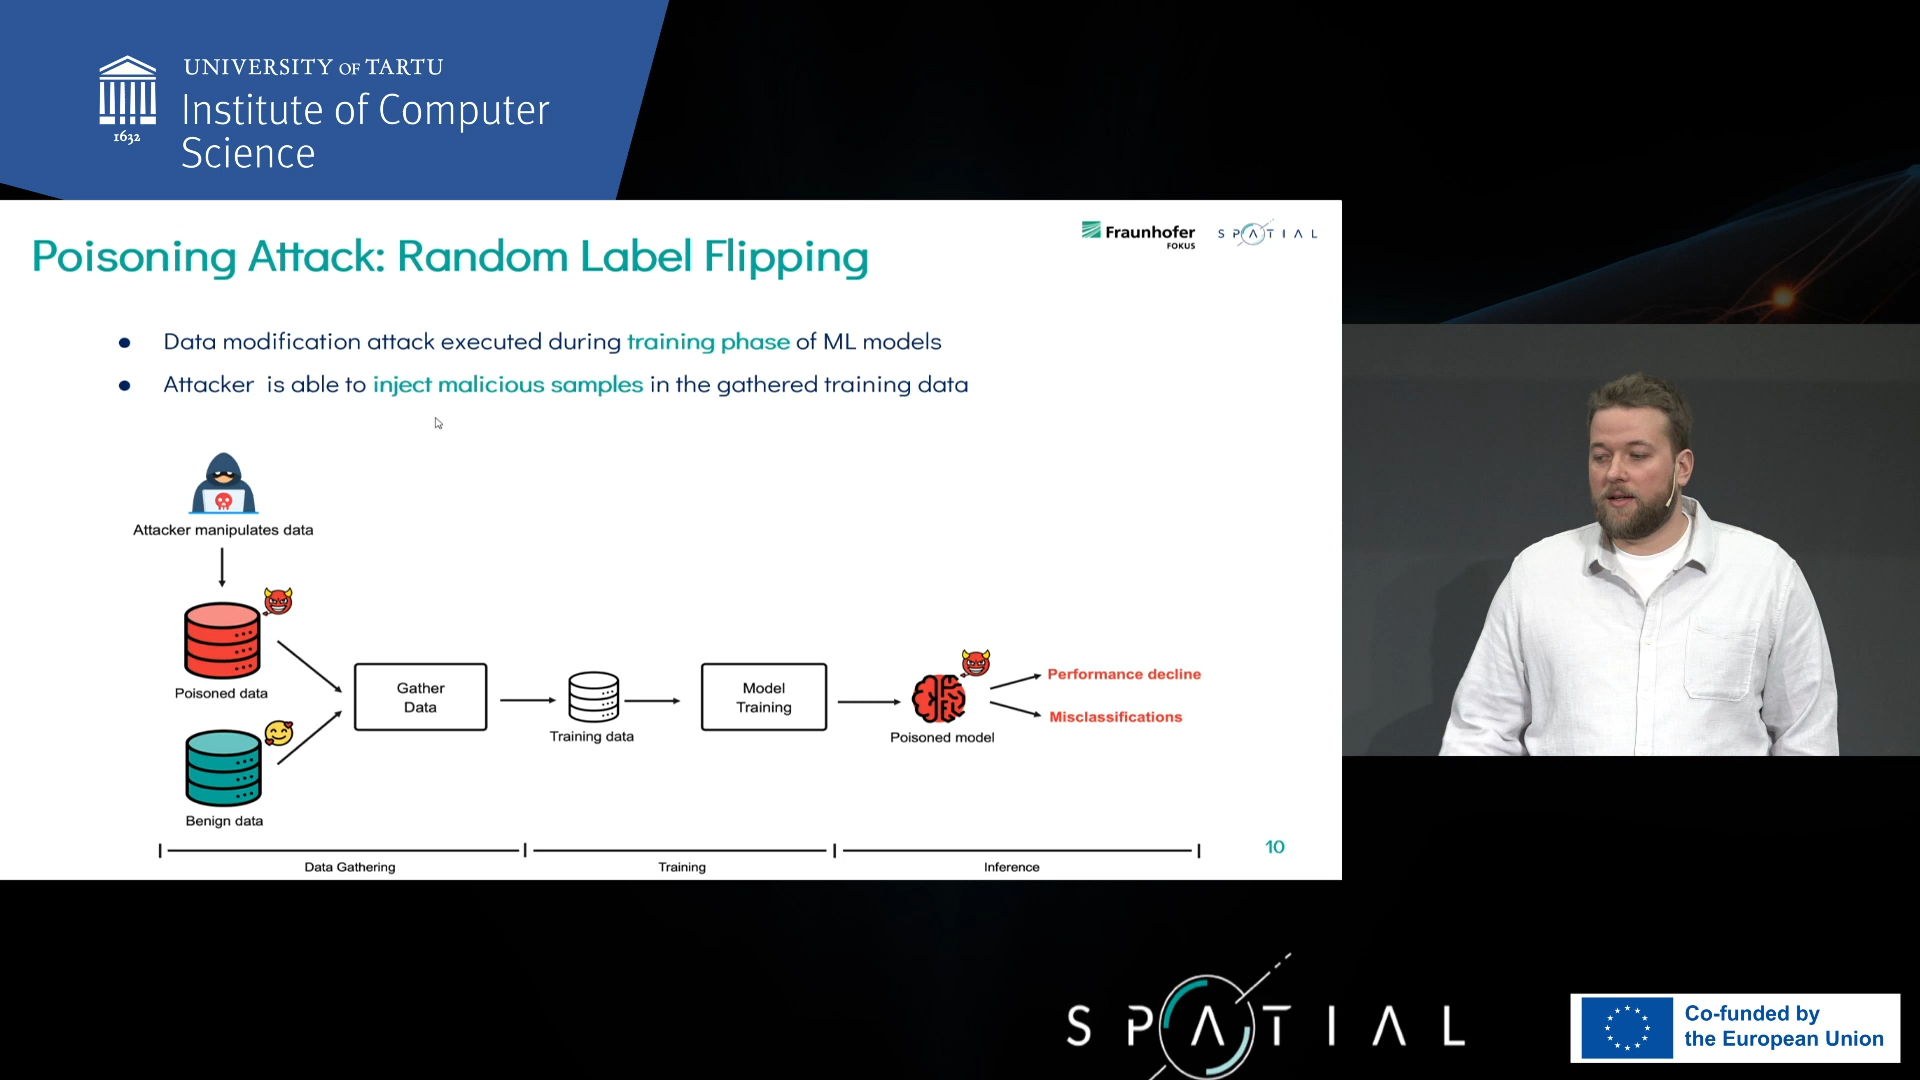 UNIVERSITY OF TARTU
Institute of Computer
Science
1632
Poisoning Attack: Random Label Flipping
Fraunhofer
FOKUS
SPATIAL
● Data modification attack executed during training phase of ML models
● Attacker is able to inject malicious samples in the gathered training data
Attacker manipulates data
Poisoned data
Benign data
Gather
Data
Training data
Model
Training
Poisoned model
Performance decline
Misclassifications
Data Gathering
Training
Inference
10
SPATIAL
Co-funded by
the European Union